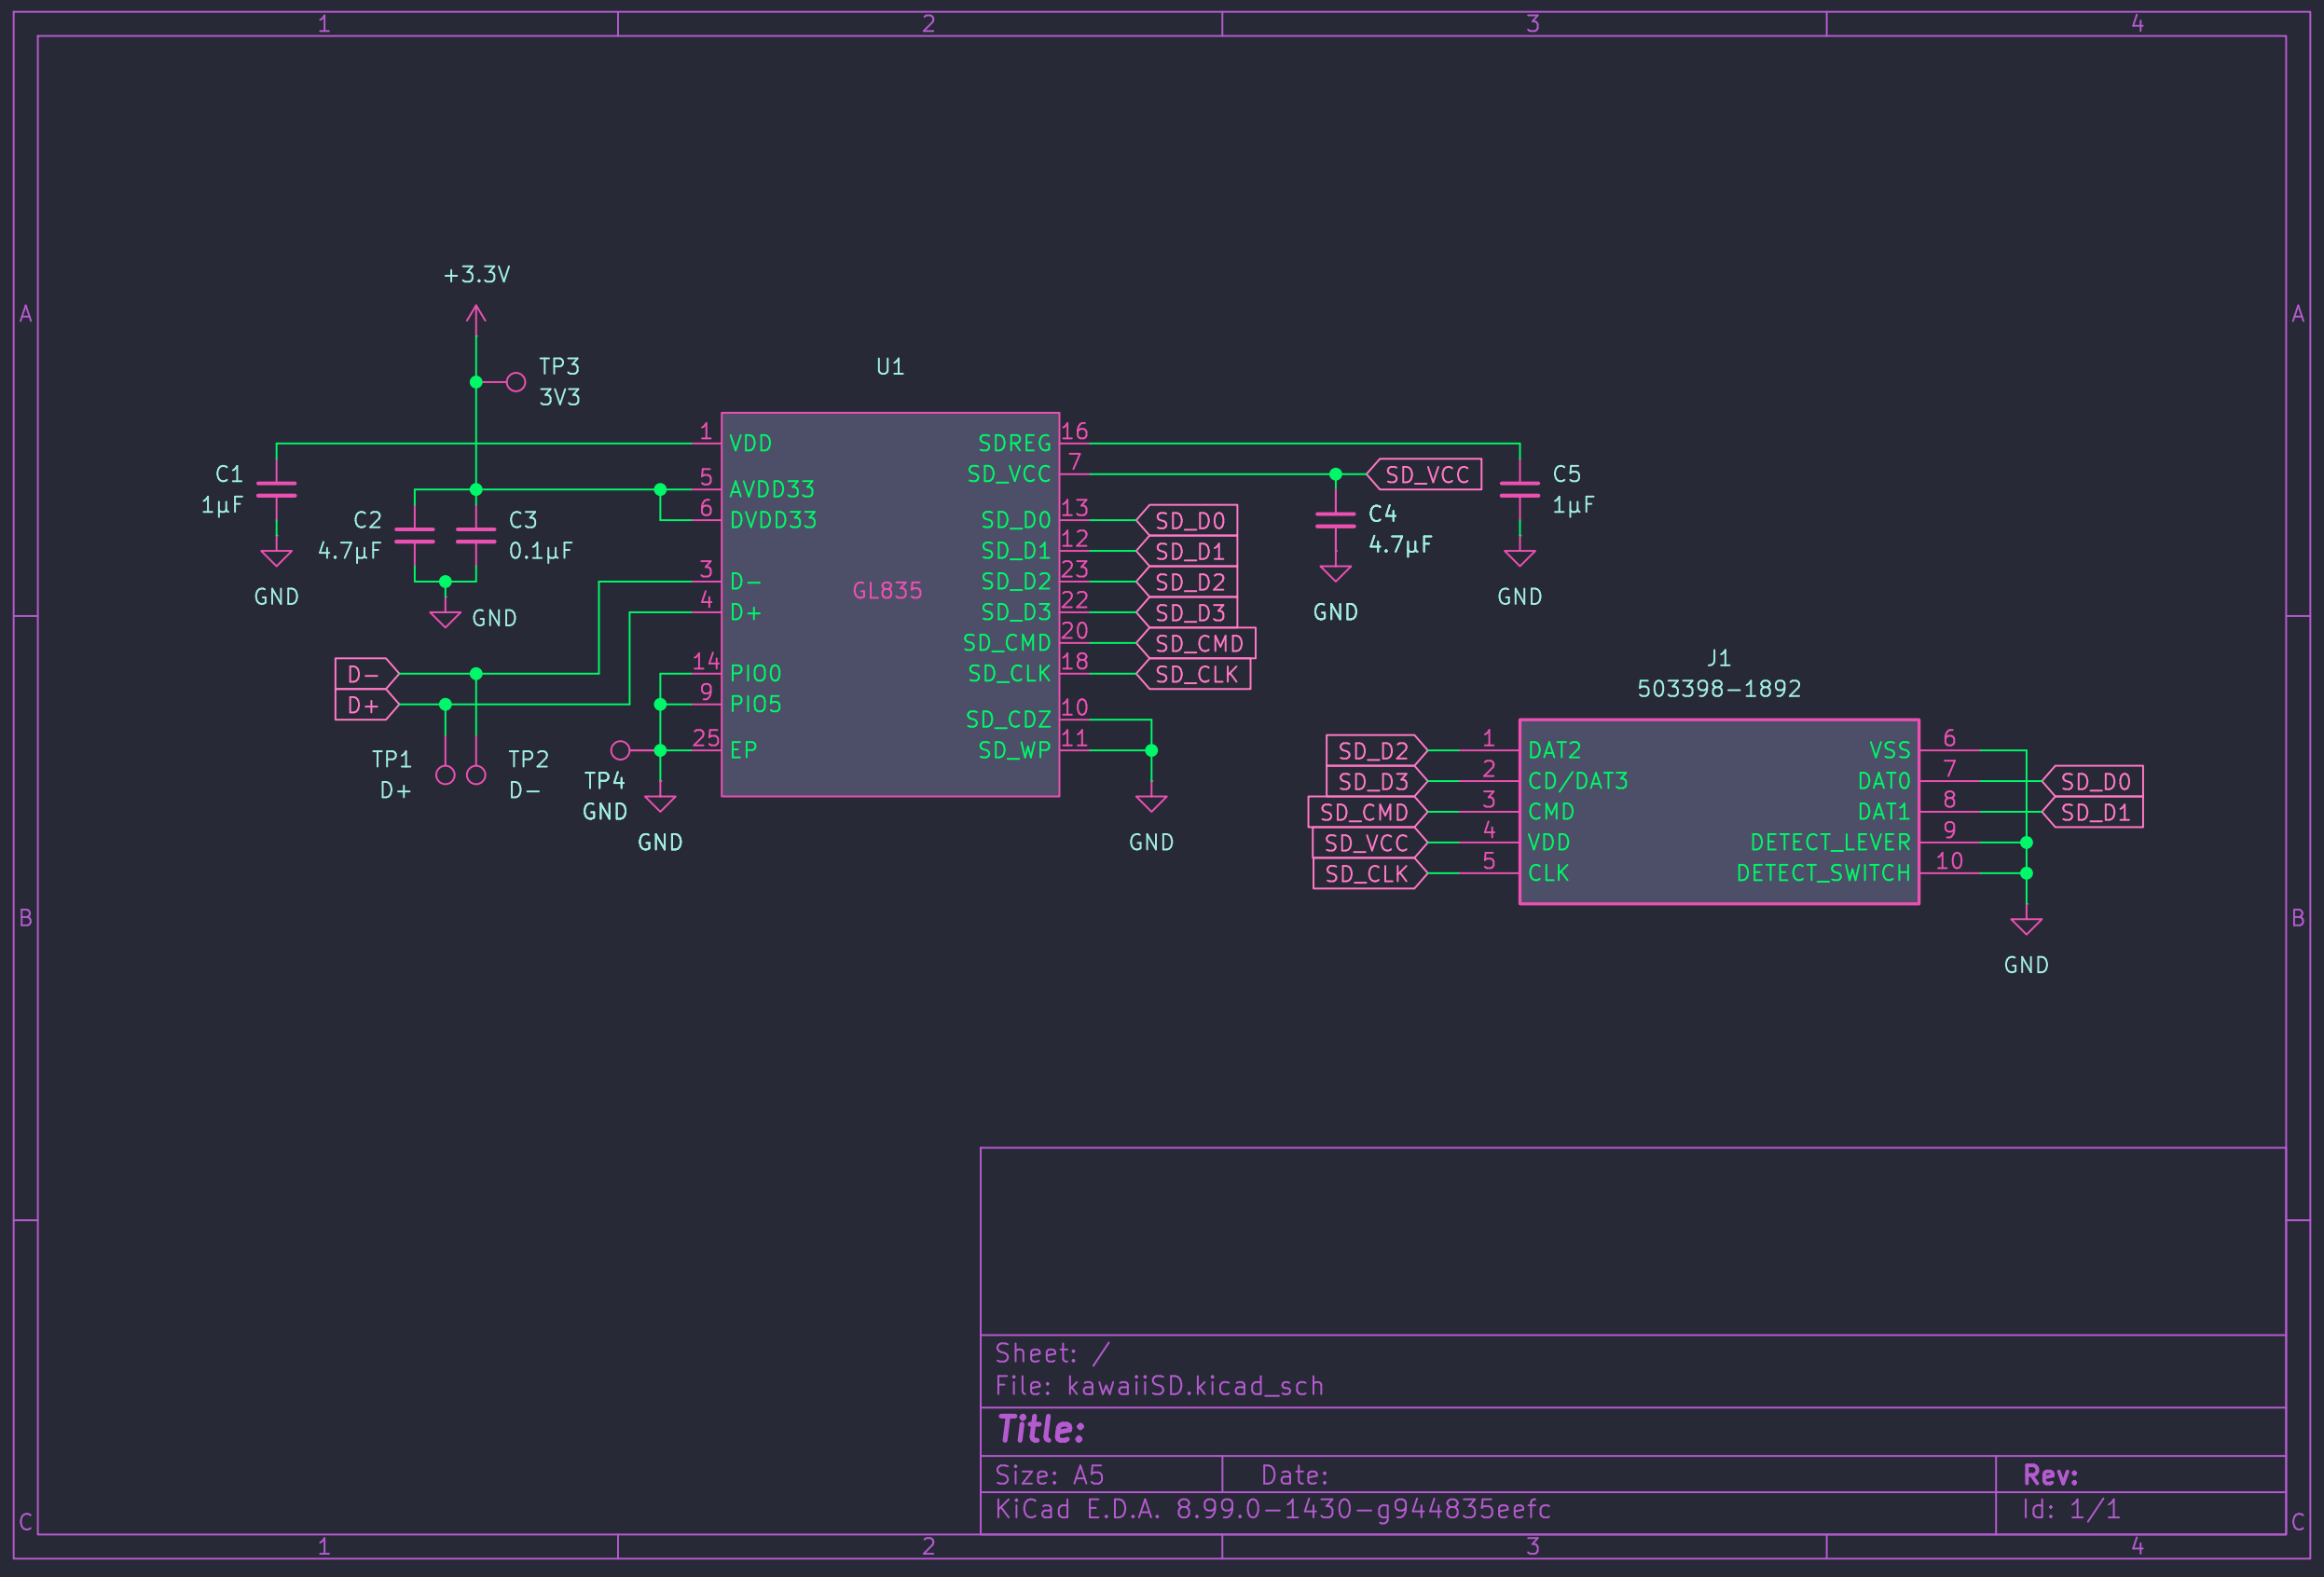 1 2 3 4
A A
+3.3V
TP3
3V3
U1
1 VDD
5 AVDD33
6 DVDD33
3 D-
4 D+
14 PIO0
9 PIO5
25 EP
GL835
SDREG 16
SD_VCC 7
SD_D0 13
SD_D1 12
SD_D2 23
SD_D3 22
SD_CMD 20
SD_CLK 18
SD_CDZ 10
SD_WP 11
C1
1µF
GND
C2
4.7µF
C3
0.1µF
GND
D-
D+
TP1
D+
TP2
D-
TP4
GND
GND
SD_VCC
SD_D0
SD_D1
SD_D2
SD_D3
SD_CMD
SD_CLK
GND
C4
4.7µF
GND
C5
1µF
GND
J1
503398-1892
SD_D2 1 DAT2
SD_D3 2 CD/DAT3
SD_CMD 3 CMD
SD_VCC 4 VDD
SD_CLK 5 CLK
VSS 6
DAT0 7 SD_D0
DAT1 8 SD_D1
DETECT_LEVER 9
DETECT_SWITCH 10
GND
B B
Sheet: /
File: kawaiiSD.kicad_sch
Title:
Size: A5 Date: Rev:
KiCad E.D.A. 8.99.0-1430-g944835eefc Id: 1/1
C C
1 2 3 4